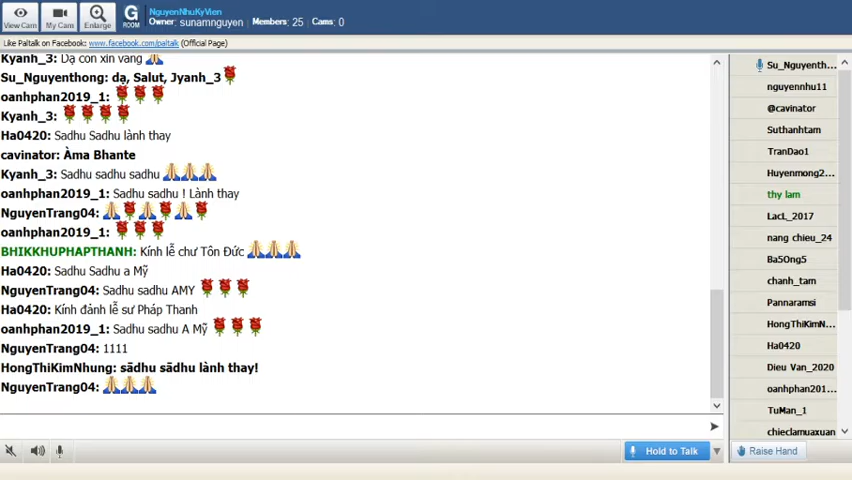 View Cam
My Cam
Enlarge
G
ROOM
NguyenNhuKyVien
Owner: sunamnguyen Members: 25 Cams: 0
Like Paltalk on Facebook: www.facebook.com/paltalk (Official Page)
Kyanh_3: Dạ con xin vang
Su_Nguyenthong: dạ, Salut, Jyanh_3
oanhphan2019_1:
Kyanh_3:
Ha0420: Sadhu Sadhu lành thay
cavinator: Àma Bhante
Kyanh_3: Sadhu sadhu sadhu
oanhphan2019_1: Sadhu sadhu ! Lành thay
NguyenTrang04:
oanhphan2019_1:
BHIKKHUPHAPTHANH: Kính lễ chư Tôn Đức
Ha0420: Sadhu Sadhu a Mỹ
NguyenTrang04: Sadhu sadhu AMY
Ha0420: Kính đảnh lễ sư Pháp Thanh
oanhphan2019_1: Sadhu sadhu A Mỹ
NguyenTrang04: 1111
HongThiKimNhung: sādhu sādhu lành thay!
NguyenTrang04:
Hold to Talk
Su_Nguyenth...
nguyennhu11
@cavinator
Suthanhtam
TranDao1
Huyenmong2...
thy lam
LacL_2017
nang chieu_24
Ba5Ong5
chanh_tam
Pannaramsi
HongThiKimN...
Ha0420
Dieu Van_2020
oanhphan201...
TuMan_1
chieclamuaxuan
Raise Hand